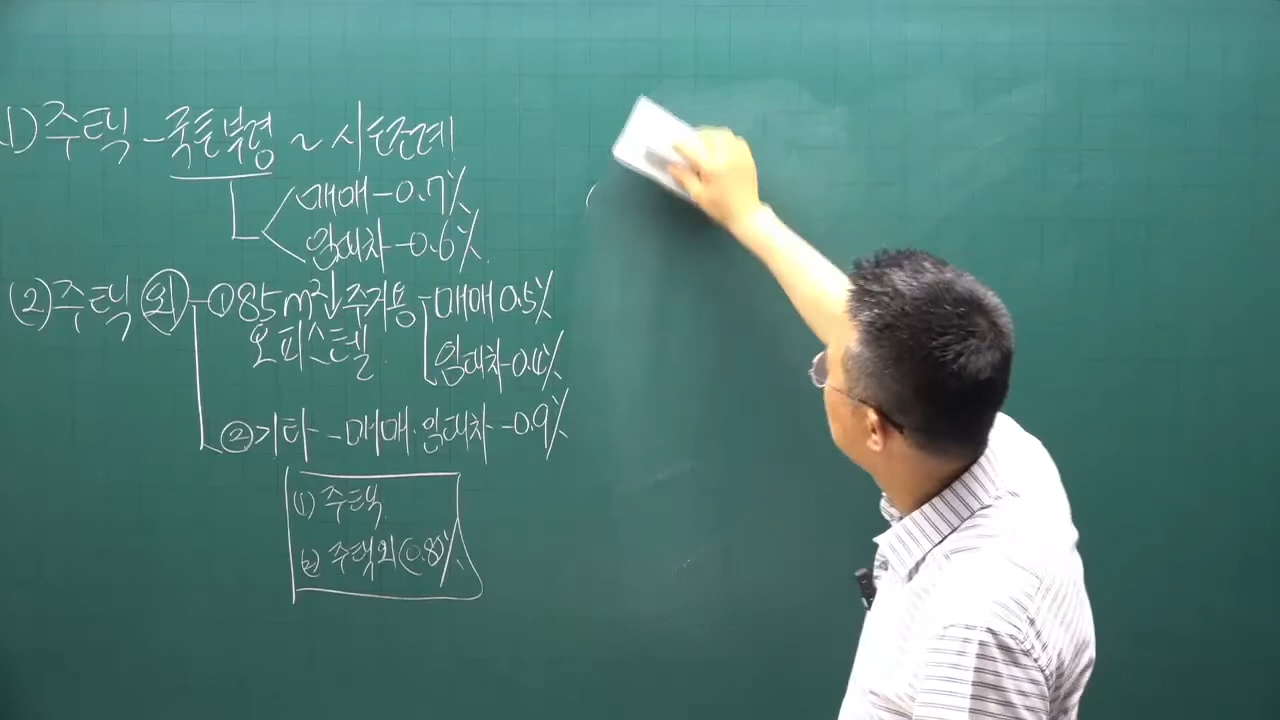 1) 주택 - 국토부령 ~ 시·도조례
매매 - 0.7%
임대차 - 0.6%
(2) 주택 외 - ① 85m²↓ 주거용 - 매매 0.5%
오피스텔 임대차 - 0.4%
② 기타 - 매매·임대차 - 0.9%
(1) 주택
(2) 주택외 (0.8)%